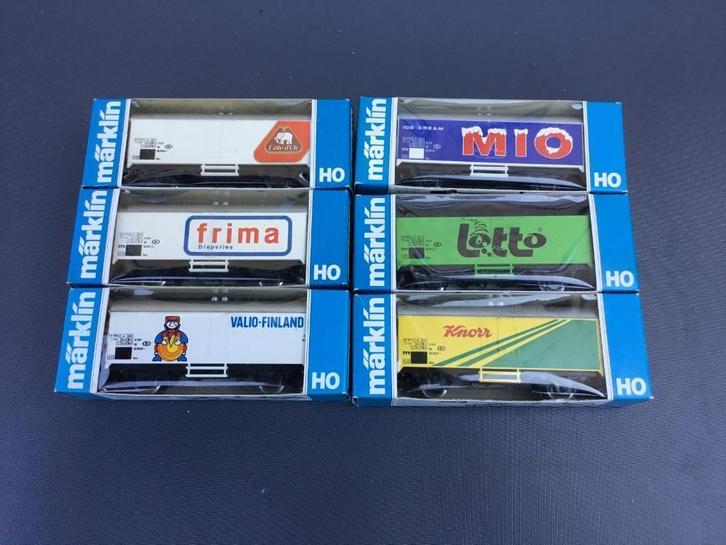 märklin
Côte d'Or
HO
märklin
ICE CREAM
MIO
HO
märklin
frima
Diepvries
HO
märklin
Lotto
HO
märklin
VALIO-FINLAND
HO
märklin
Knorr
HO